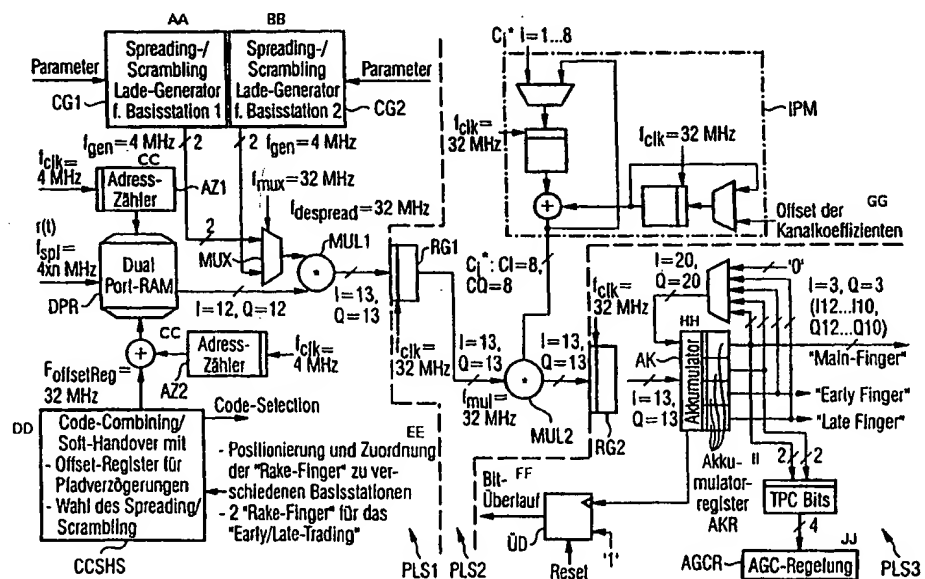 AA
BB
Spreading-/
Scrambling
Lade-Generator
f. Basisstation 1
Spreading-/
Scrambling
Lade-Generator
f. Basisstation 2
Parameter
Parameter
CG1
CG2
fgen=4 MHz
2
2
fgen=4 MHz
fclk=
4 MHz
CC
Adress-
Zähler
AZ1
fmux=32 MHz
fdespread=32 MHz
r(t)
fspl=
4xn MHz
DPR
Dual
Port-RAM
2
MUX
MUL1
RG1
I=12, Q=12
I=13,
Q=13
fclk=
32 MHz
CC
Adress-
Zähler
AZ2
fclk=
4 MHz
FoffsetReg=
32 MHz
DD
Code-Combining/
Soft-Handover mit
- Offset-Register für
Pfadverzögerungen
- Wahl des Spreading/
Scrambling
CCSHS
Code-Selection
EE
- Positionierung und Zuordnung
der "Rake-Finger" zu ver-
schiedenen Basisstationen
- 2 "Rake-Finger" für das
"Early/Late-Trading"
PLS1
PLS2
Ci* I=1...8
IPM
fclk=
32 MHz
fclk=32 MHz
Offset der
Kanalkoeffizienten
GG
Ci*: CI=8,
CQ=8
I=13,
Q=13
fmul=
32 MHz
MUL2
I=13,
Q=13
fclk=
32 MHz
RG2
I=20,
Q=20
'0'
HH
AK
Akkumulator
I=13,
Q=13
I=3, Q=3
(I12...I10,
Q12...Q10)
"Main-Finger"
"Early Finger"
"Late Finger"
Akku-
mulator-
register
AKR
II
2
2
TPC Bits
4
JJ
AGCR
AGC-Regelung
PLS3
FF
Bit-
Überlauf
ÜD
'1'
Reset